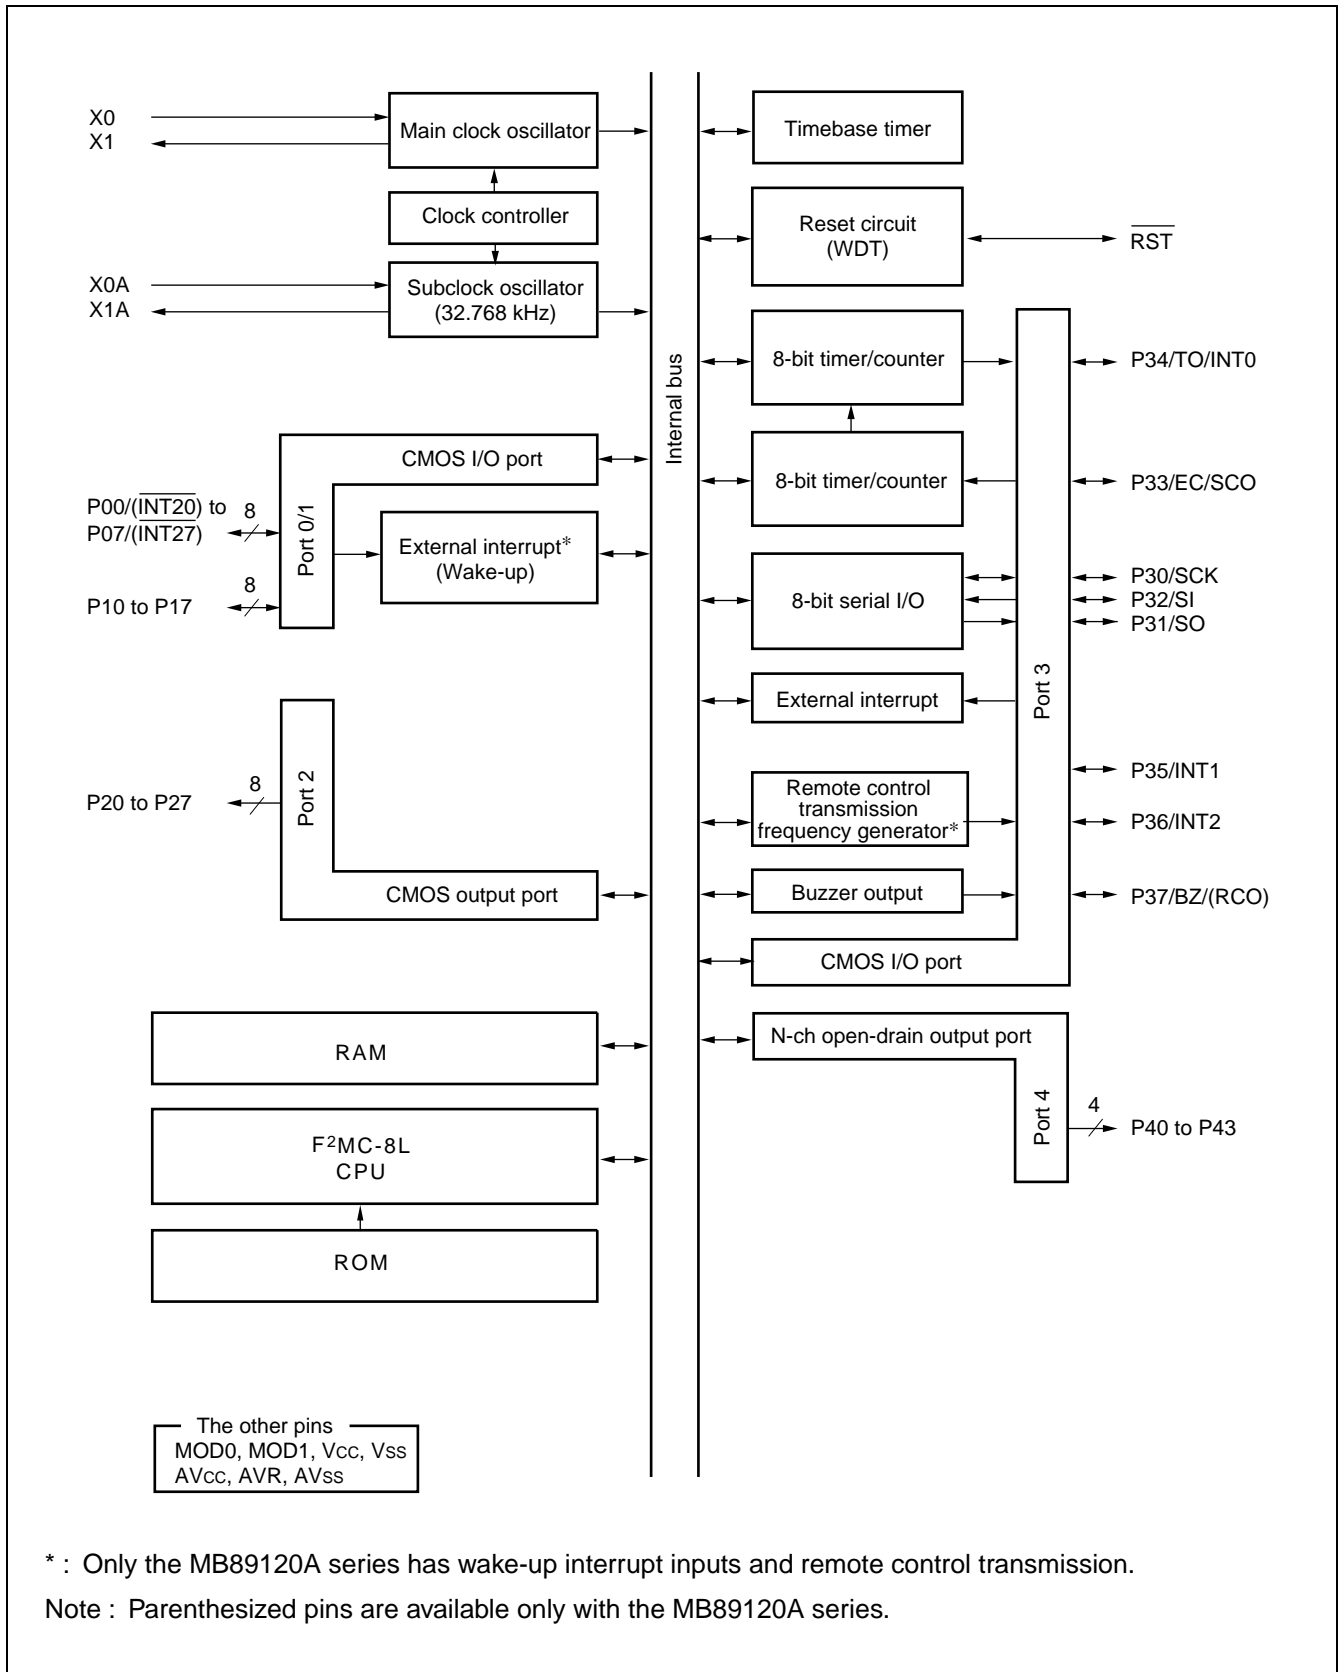 X0
X1
Main clock oscillator
Clock controller
X0A
X1A
Subclock oscillator
(32.768 kHz)
CMOS I/O port
P00/(INT20) to
P07/(INT27)
8
Port 0/1
External interrupt*
(Wake-up)
P10 to P17
8
Port 2
P20 to P27
8
CMOS output port
RAM
F²MC-8L
CPU
ROM
The other pins
MOD0, MOD1, Vcc, Vss
AVcc, AVR, AVss
Internal bus
Timebase timer
Reset circuit
(WDT)
RST
8-bit timer/counter
P34/TO/INT0
8-bit timer/counter
P33/EC/SCO
8-bit serial I/O
P30/SCK
P32/SI
P31/SO
Port 3
External interrupt
P35/INT1
Remote control
transmission
frequency generator*
P36/INT2
Buzzer output
P37/BZ/(RCO)
CMOS I/O port
N-ch open-drain output port
Port 4
4
P40 to P43
* : Only the MB89120A series has wake-up interrupt inputs and remote control transmission.
Note : Parenthesized pins are available only with the MB89120A series.